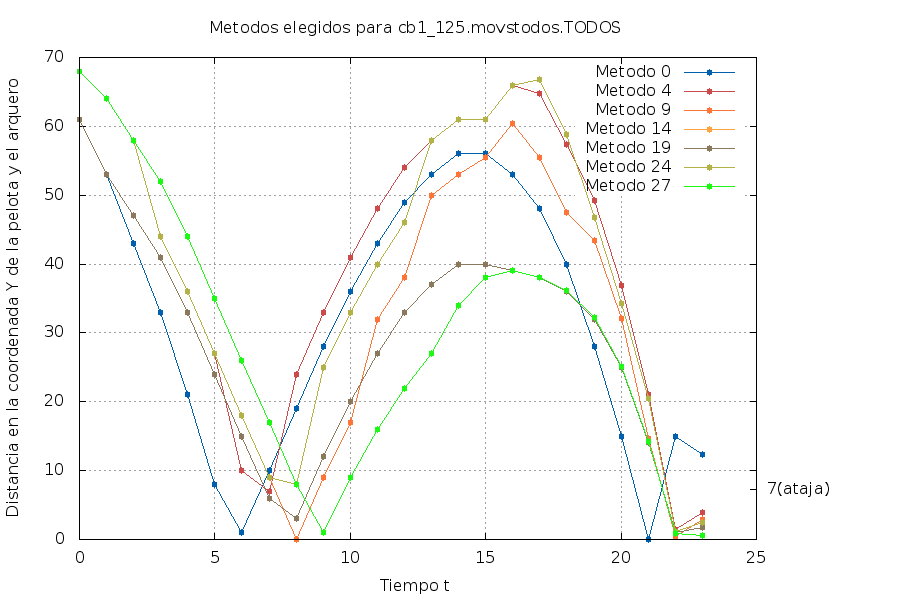 Metodos elegidos para cb1_125.movstodos.TODOS
Distancia en la coordenada Y de la pelota y el arquero
70
60
50
40
30
20
10
0
Metodo 0
Metodo 4
Metodo 9
Metodo 14
Metodo 19
Metodo 24
Metodo 27
7(ataja)
0 5 10 15 20 25
Tiempo t